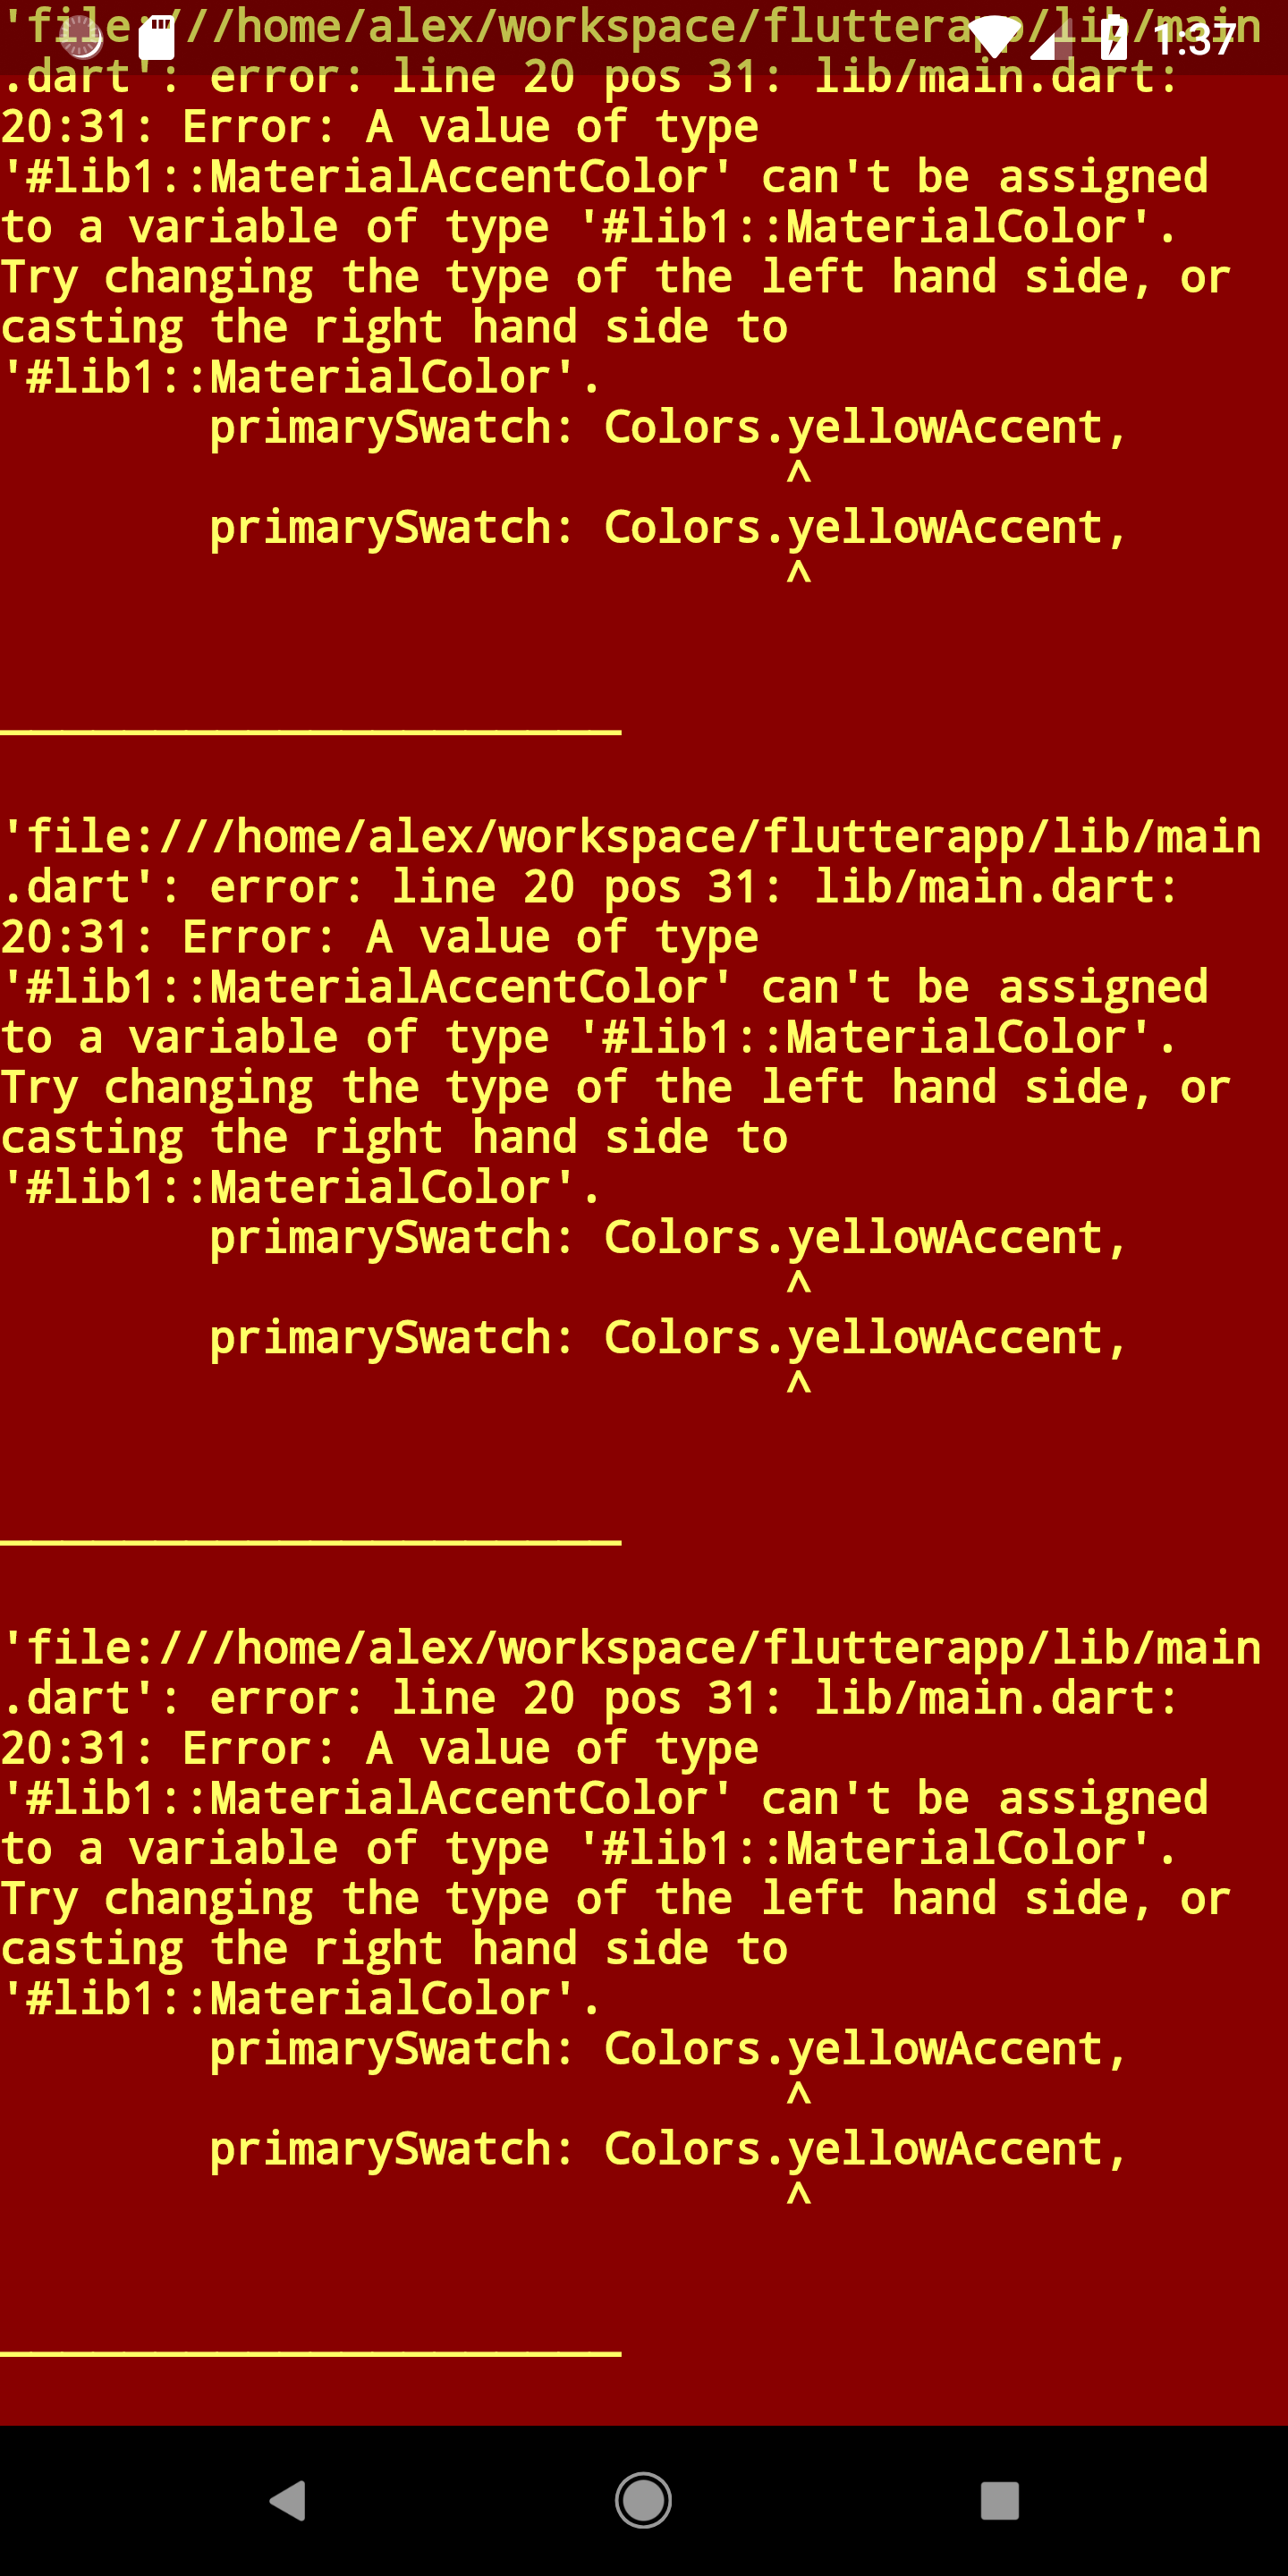 'file:///home/alex/workspace/flutterapp/lib/main
1:37
.dart': error: line 20 pos 31: lib/main.dart:
20:31: Error: A value of type
'#lib1::MaterialAccentColor' can't be assigned
to a variable of type '#lib1::MaterialColor'.
Try changing the type of the left hand side, or
casting the right hand side to
'#lib1::MaterialColor'.
primarySwatch: Colors.yellowAccent,
^
primarySwatch: Colors.yellowAccent,
^
'file:///home/alex/workspace/flutterapp/lib/main
.dart': error: line 20 pos 31: lib/main.dart:
20:31: Error: A value of type
'#lib1::MaterialAccentColor' can't be assigned
to a variable of type '#lib1::MaterialColor'.
Try changing the type of the left hand side, or
casting the right hand side to
'#lib1::MaterialColor'.
primarySwatch: Colors.yellowAccent,
^
primarySwatch: Colors.yellowAccent,
^
'file:///home/alex/workspace/flutterapp/lib/main
.dart': error: line 20 pos 31: lib/main.dart:
20:31: Error: A value of type
'#lib1::MaterialAccentColor' can't be assigned
to a variable of type '#lib1::MaterialColor'.
Try changing the type of the left hand side, or
casting the right hand side to
'#lib1::MaterialColor'.
primarySwatch: Colors.yellowAccent,
^
primarySwatch: Colors.yellowAccent,
^